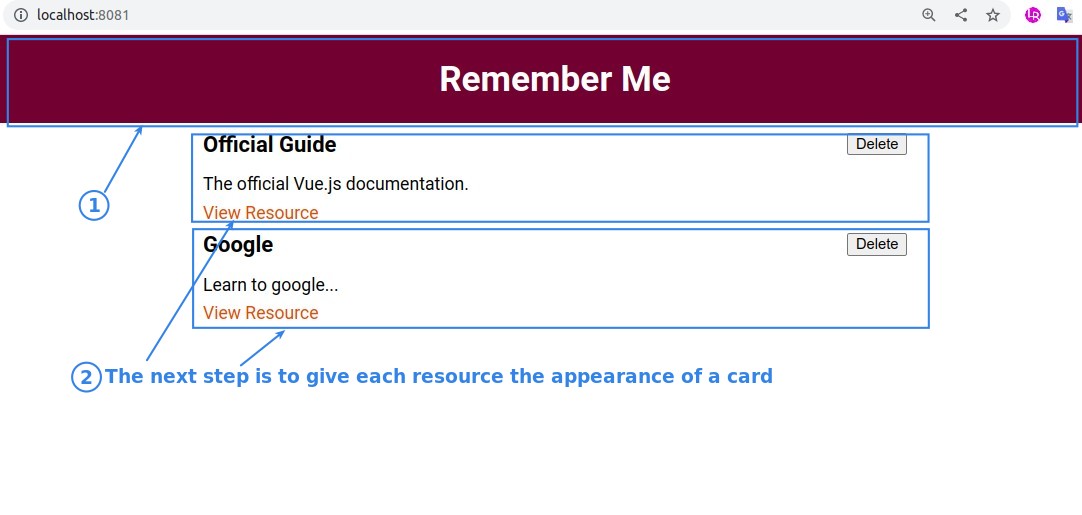 localhost:8081
Remember Me
Official Guide
Delete
The official Vue.js documentation.
1
View Resource
Google
Delete
Learn to google...
View Resource
2 The next step is to give each resource the appearance of a card